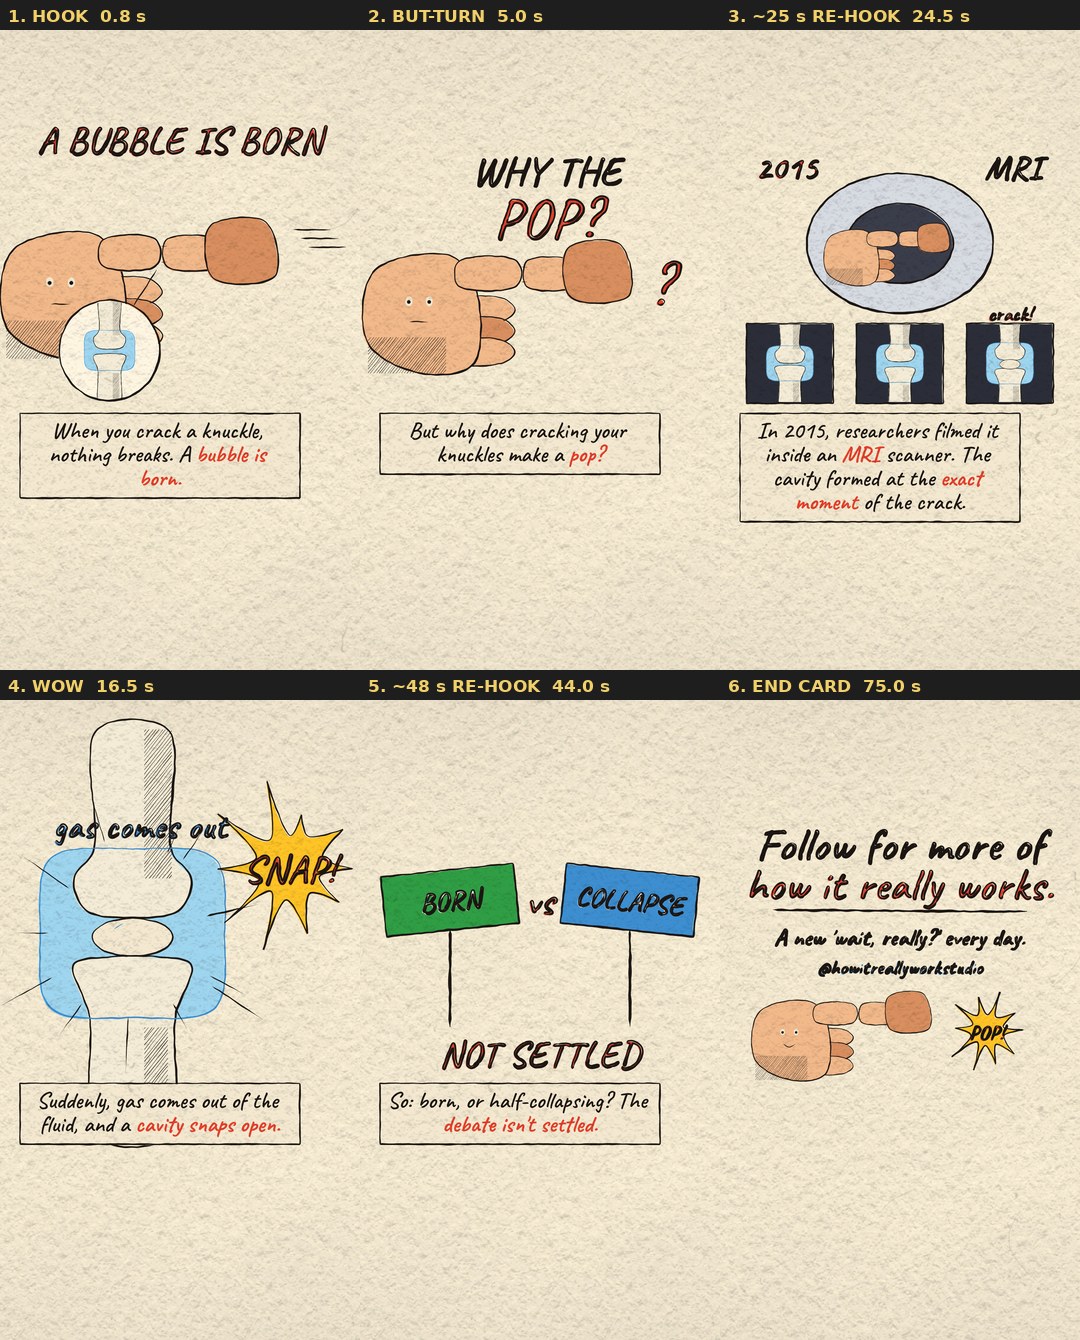 1. HOOK 0.8 s
2. BUT-TURN 5.0 s
3. ~25 s RE-HOOK 24.5 s
A BUBBLE IS BORN
When you crack a knuckle,
nothing breaks. A bubble is
born.
WHY THE
POP?
?
But why does cracking your
knuckles make a pop?
2015
MRI
crack!
In 2015, researchers filmed it
inside an MRI scanner. The
cavity formed at the exact
moment of the crack.
4. WOW 16.5 s
5. ~48 s RE-HOOK 44.0 s
6. END CARD 75.0 s
gas comes out
SNAP!
Suddenly, gas comes out of the
fluid, and a cavity snaps open.
BORN
vs
COLLAPSE
NOT SETTLED
So: born, or half-collapsing? The
debate isn't settled.
Follow for more of
how it really works.
A new 'wait, really?' every day.
@howitreallyworkstudio
POP!